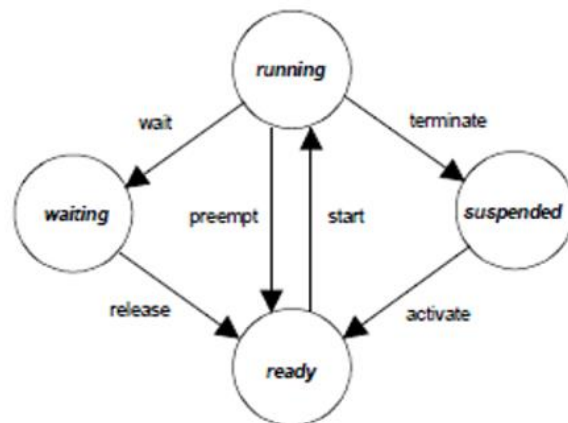 running
wait
terminate
waiting
preempt
start
suspended
release
activate
ready